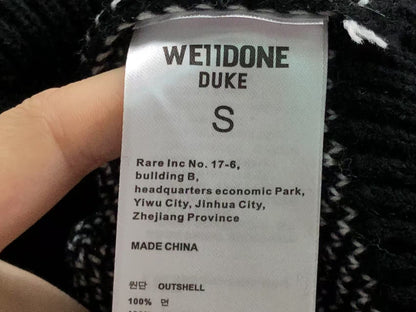 WE11DONE
DUKE
S
Rare Inc No. 17-6,
bullding B,
headquarters economic Park,
Yiwu City, Jinhua City,
Zhejiang Province
MADE CHINA
원단 OUTSHELL
100% 면